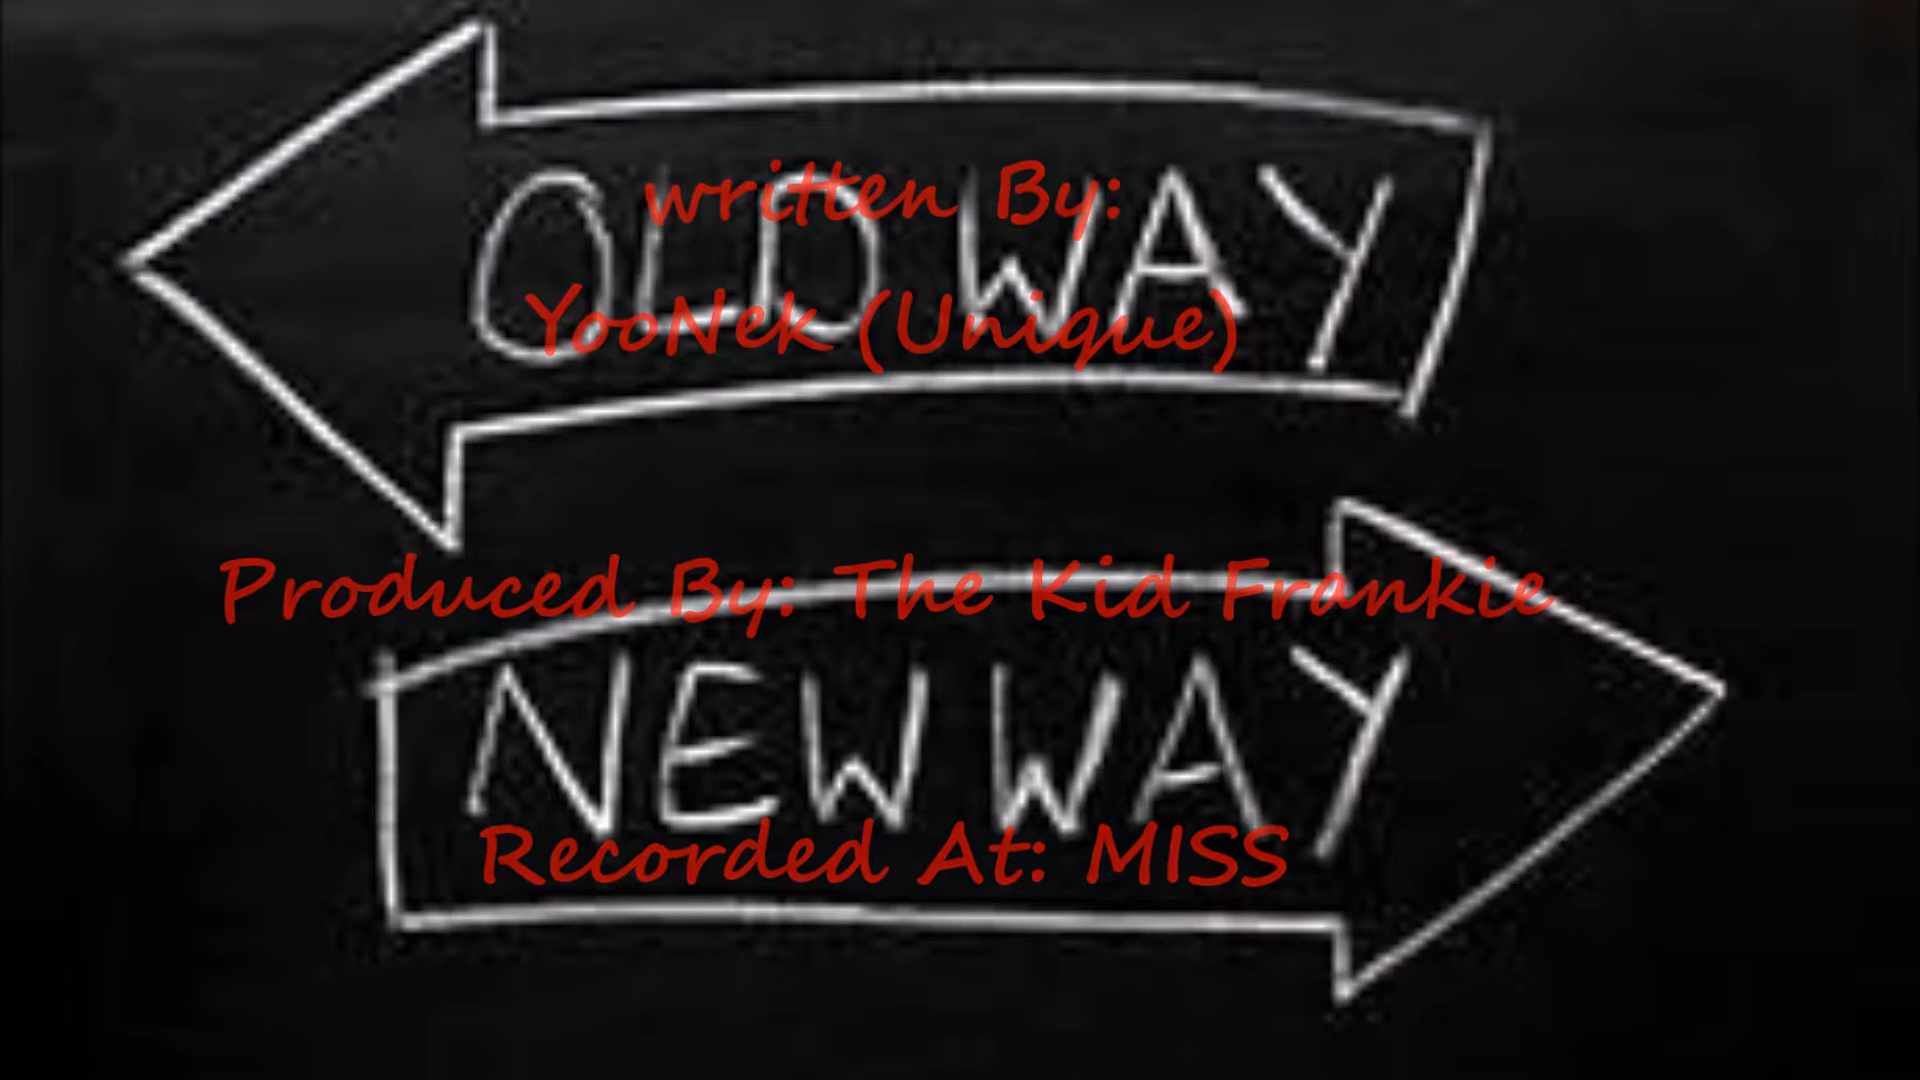 written By:
OLD WAY
YooNek (Unique)
Produced By: The Kid Frankie
NEW WAY
Recorded At: MISS